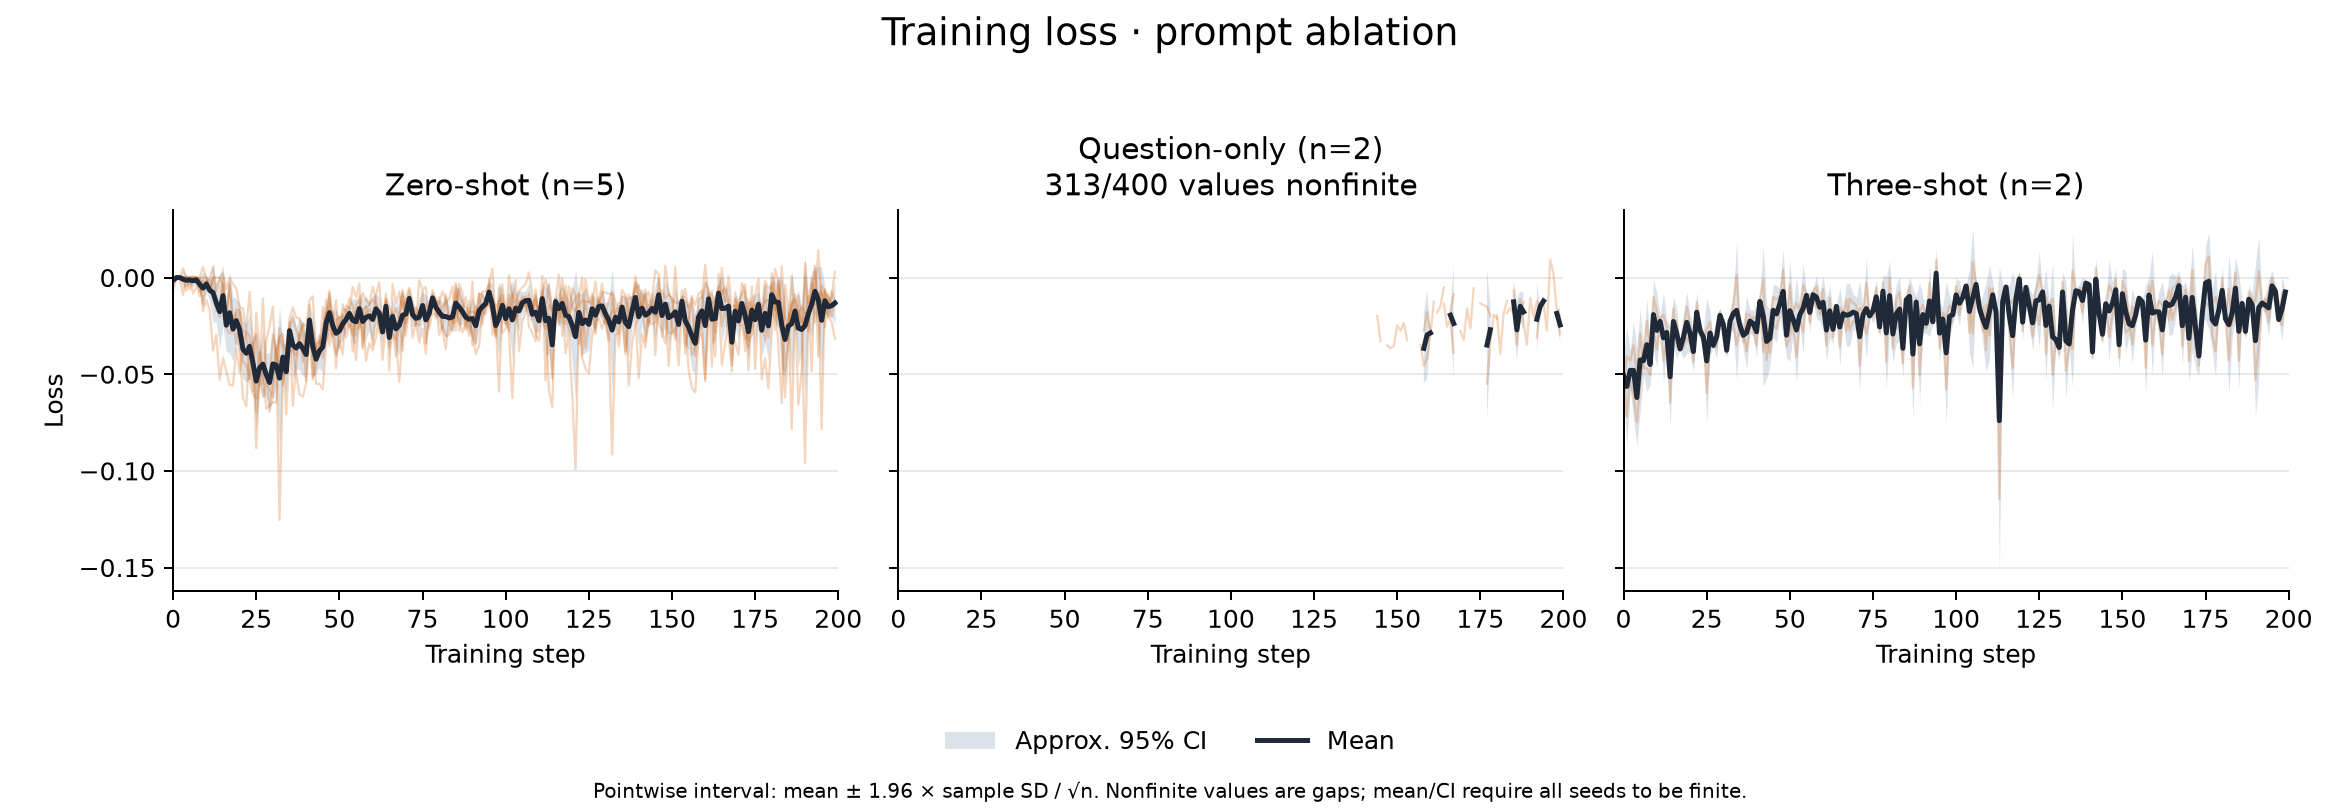 Training loss · prompt ablation
Zero-shot (n=5)
Question-only (n=2)
313/400 values nonfinite
Three-shot (n=2)
Loss
0.00
−0.05
−0.10
−0.15
0 25 50 75 100 125 150 175 200
0 25 50 75 100 125 150 175 200
0 25 50 75 100 125 150 175 200
Training step
Training step
Training step
Approx. 95% CI
Mean
Pointwise interval: mean ± 1.96 × sample SD / √n. Nonfinite values are gaps; mean/CI require all seeds to be finite.